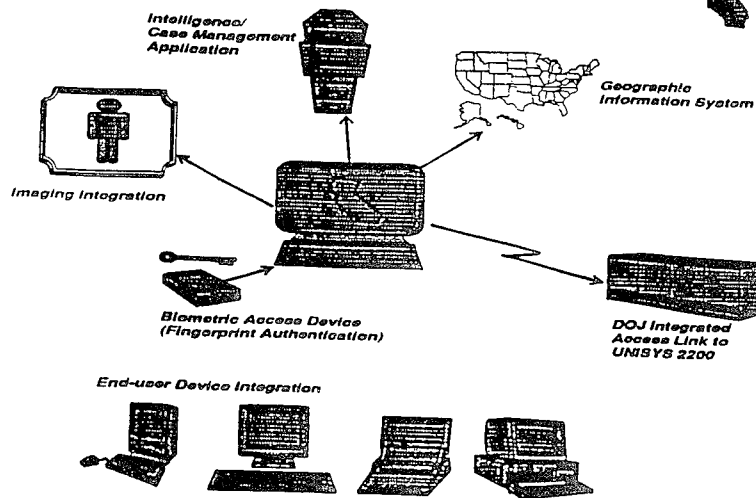 Intelligence/
Case Management
Application
Geographic
Information System
Imaging Integration
Biometric Access Device
(Fingerprint Authentication)
DOJ Integrated
Access Link to
UNISYS 2200
End-user Device Integration